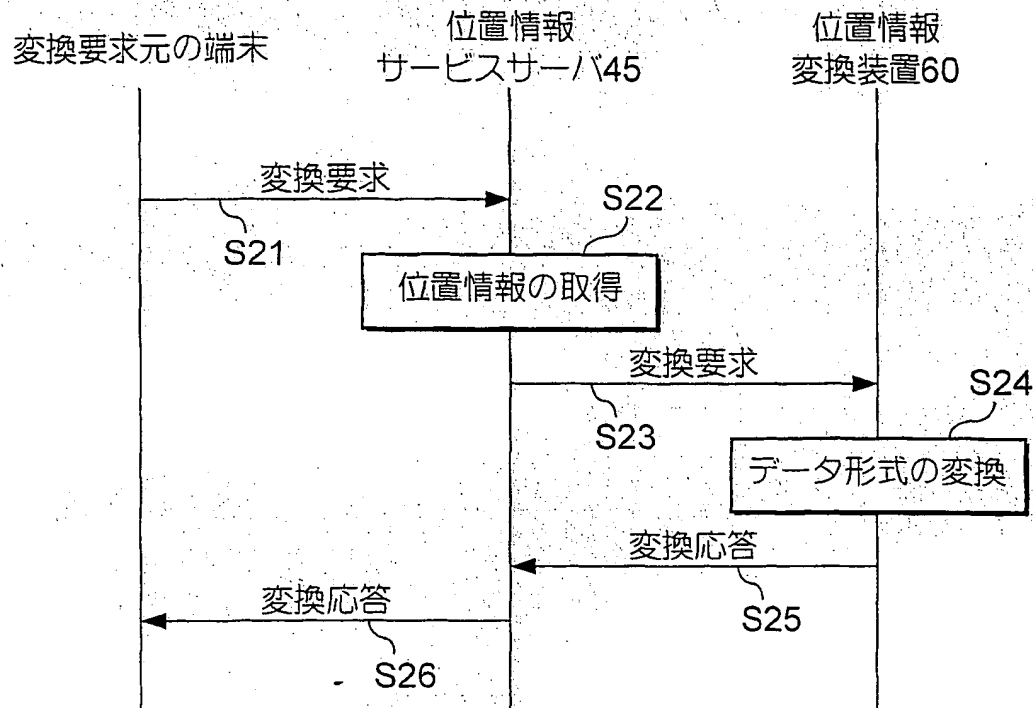 変換要求元の端末
位置情報
サービスサーバ45
位置情報
変換装置60
変換要求
S21
S22
位置情報の取得
変換要求
S23
S24
データ形式の変換
変換応答
S25
変換応答
S26